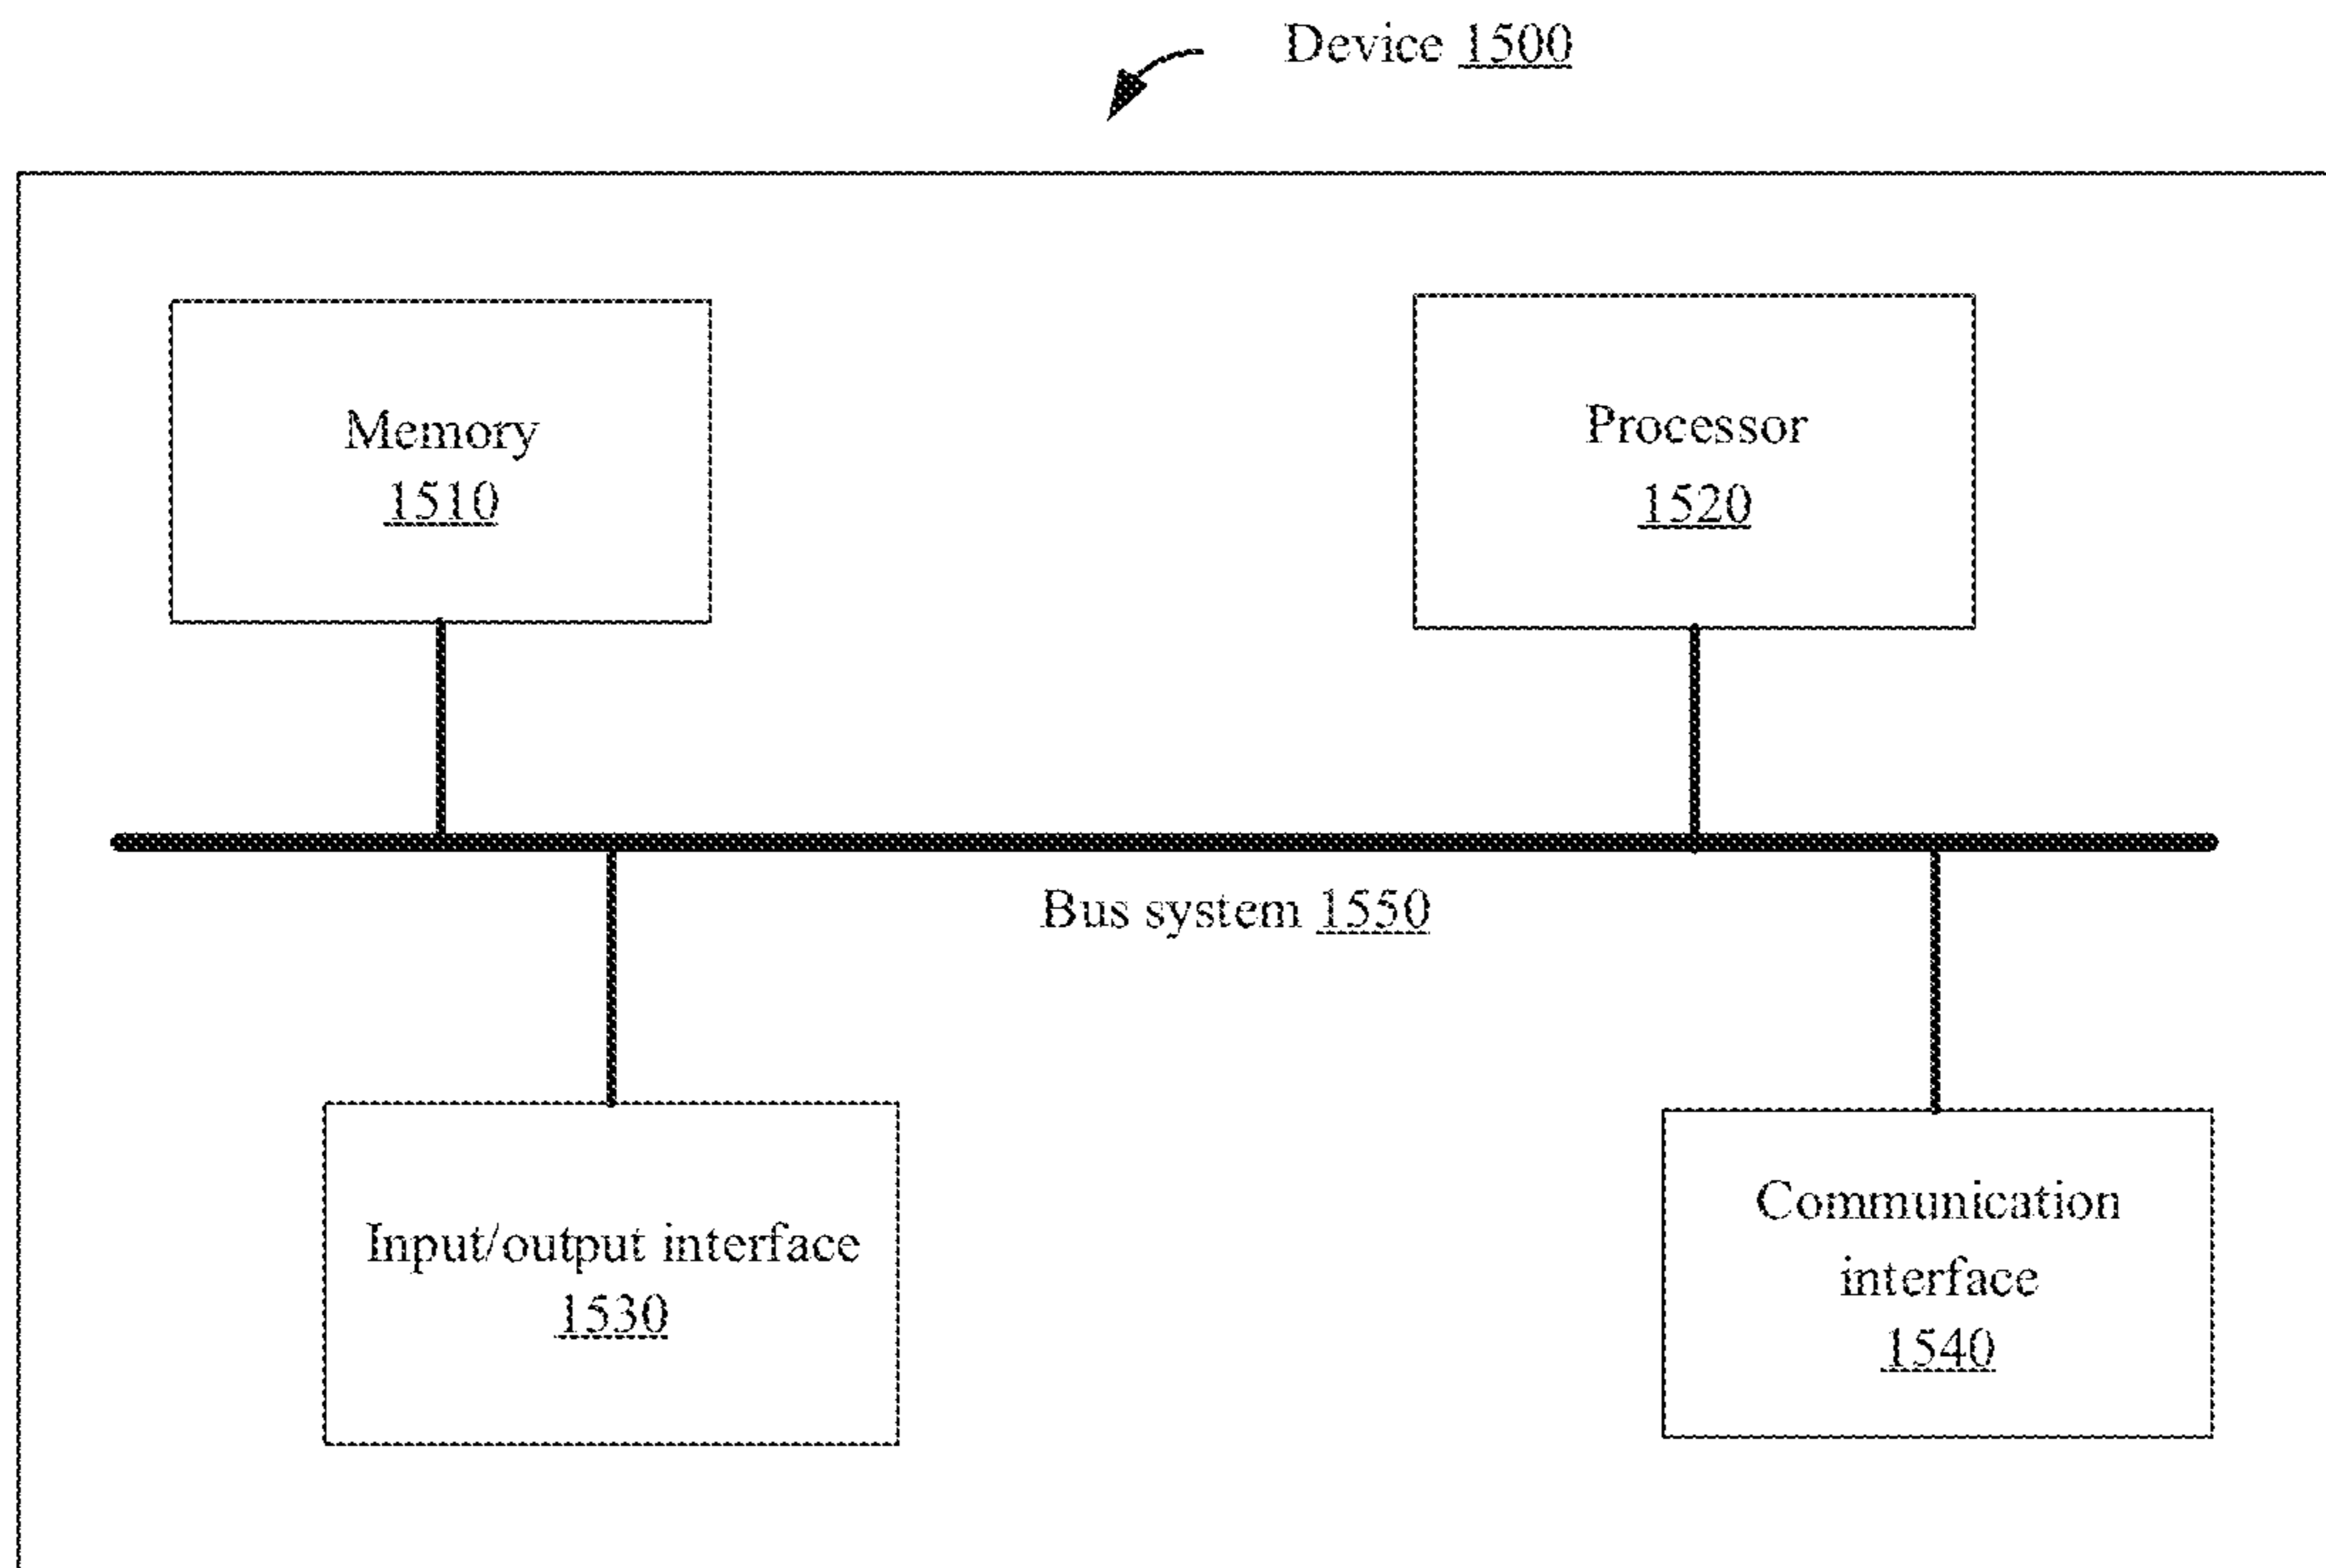 Device 1500
Memory
1510
Processor
1520
Bus system 1550
Input/output interface
1530
Communication
interface
1540